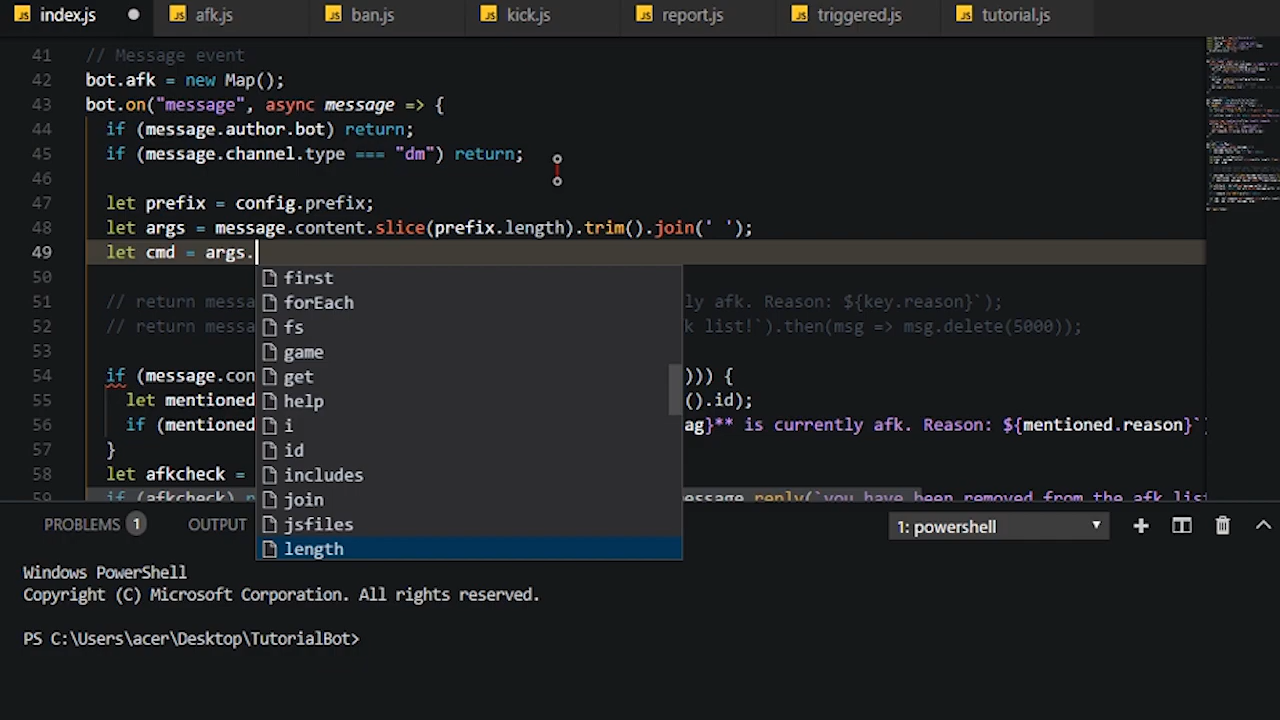 index.js afk.js ban.js kick.js report.js triggered.js tutorial.js
41 // Message event
42 bot.afk = new Map();
43 bot.on("message", async message => {
44 if (message.author.bot) return;
45 if (message.channel.type === "dm") return;
46
47 let prefix = config.prefix;
48 let args = message.content.slice(prefix.length).trim().join(' ');
49 let cmd = args.
50 first
51 // return messa ly afk. Reason: ${key.reason}`);
forEach
52 // return messa k list!`).then(msg => msg.delete(5000));
fs
53 game
54 if (message.con ))) {
get
55 let mentioned ().id);
help
56 if (mentioned ag}** is currently afk. Reason: ${mentioned.reason}`)
i
57 }
id
58 let afkcheck =
includes
59 if (afkcheck) r message.reply(`you have been removed from the afk list
join
PROBLEMS 1 OUTPUT jsfiles 1: powershell
length
Windows PowerShell
Copyright (C) Microsoft Corporation. All rights reserved.
PS C:\Users\acer\Desktop\TutorialBot>